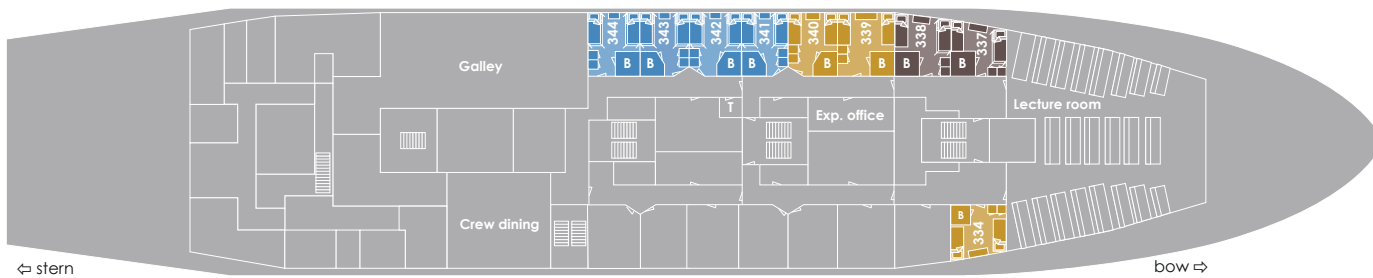 344
343
342
341
340
339
338
337
B
B
B
B
B
B
B
B
Galley
T
Exp. office
Lecture room
Crew dining
B
334
⇦ stern
bow ⇨